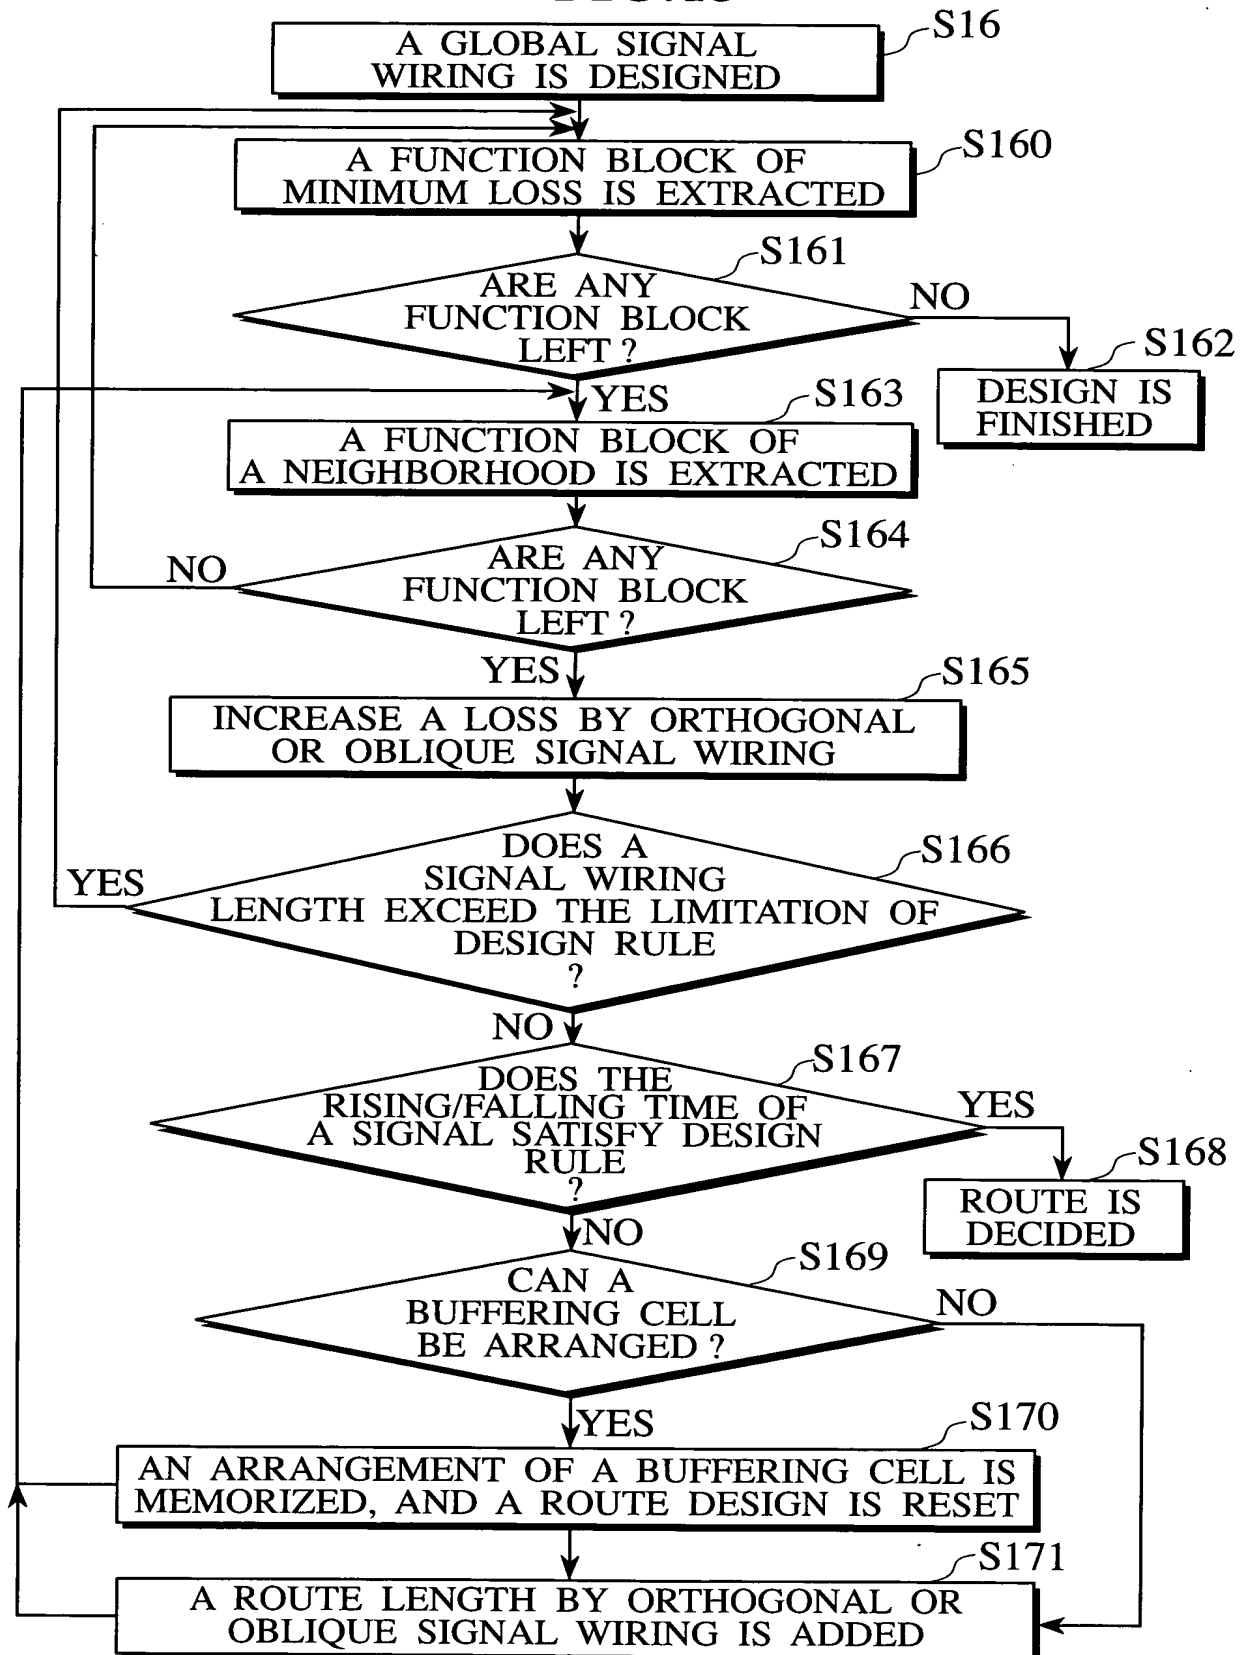 S16
A GLOBAL SIGNAL
WIRING IS DESIGNED
S160
A FUNCTION BLOCK OF
MINIMUM LOSS IS EXTRACTED
S161
ARE ANY
FUNCTION BLOCK
LEFT ?
NO
S162
DESIGN IS
FINISHED
YES
S163
A FUNCTION BLOCK OF
A NEIGHBORHOOD IS EXTRACTED
S164
ARE ANY
FUNCTION BLOCK
LEFT ?
NO
YES
S165
INCREASE A LOSS BY ORTHOGONAL
OR OBLIQUE SIGNAL WIRING
S166
DOES A
SIGNAL WIRING
LENGTH EXCEED THE LIMITATION OF
DESIGN RULE
?
YES
NO
S167
DOES THE
RISING/FALLING TIME OF
A SIGNAL SATISFY DESIGN
RULE
?
YES
S168
ROUTE IS
DECIDED
NO
S169
CAN A
BUFFERING CELL
BE ARRANGED ?
NO
YES
S170
AN ARRANGEMENT OF A BUFFERING CELL IS
MEMORIZED, AND A ROUTE DESIGN IS RESET
S171
A ROUTE LENGTH BY ORTHOGONAL OR
OBLIQUE SIGNAL WIRING IS ADDED